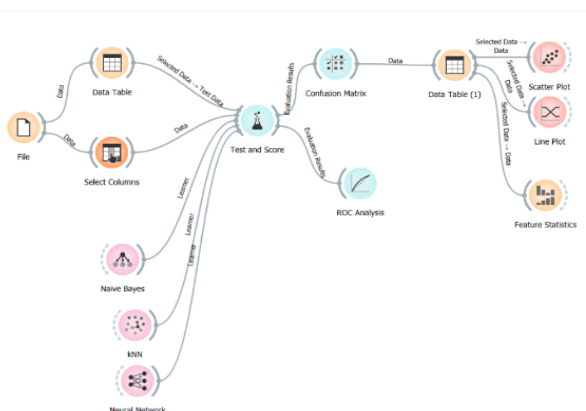 Data
Data Table
Selected Data → Test Data
File
Data
Select Columns
Data
Test and Score
Evaluation Results
Confusion Matrix
Data
Data Table (1)
Selected Data → Data
Scatter Plot
Selected Data → Data
Line Plot
Selected Data → Data
Feature Statistics
Evaluation Results
ROC Analysis
Learner
Naive Bayes
Learner
kNN
Learner
Neural Network